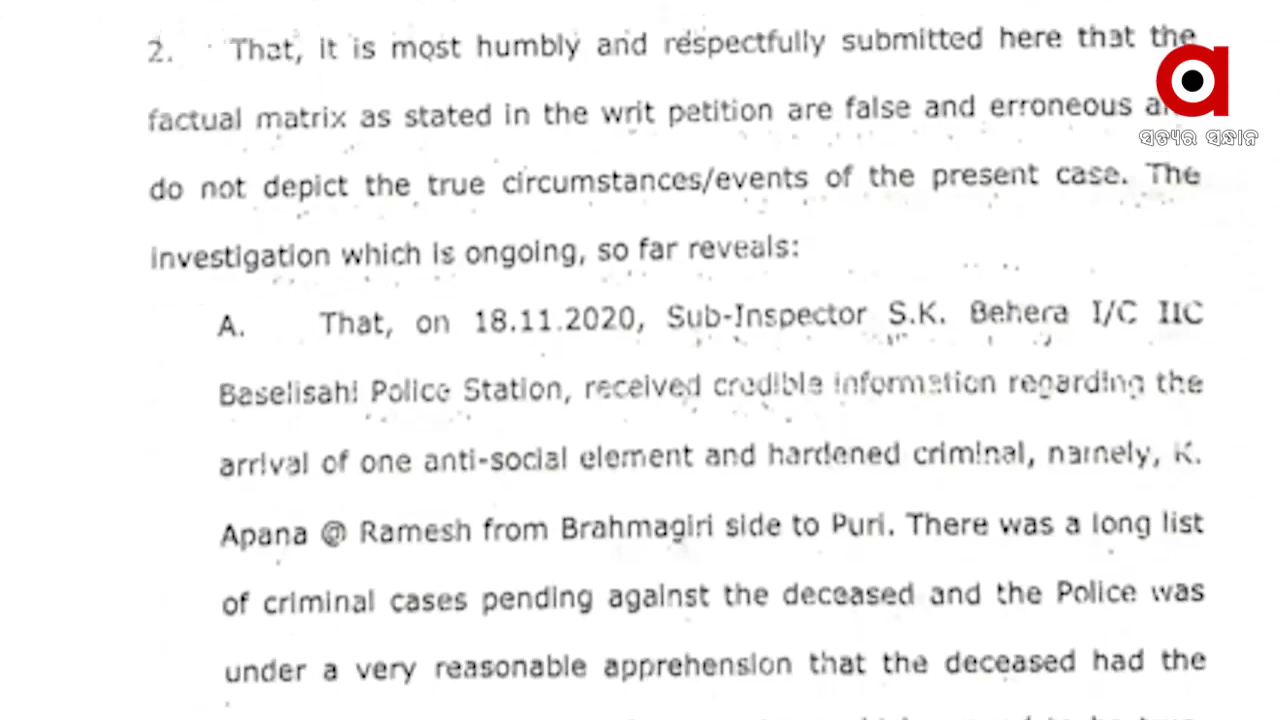 2. That, it is most humbly and respectfully submitted here that the
factual matrix as stated in the writ petition are false and erroneous
do not depict the true circumstances/events of the present case. The
investigation which is ongoing, so far reveals:
A. That, on 18.11.2020, Sub-Inspector S.K. Behera I/C IIC
Baselisahi Police Station, received credible information regarding the
arrival of one anti-social element and hardened criminal, namely, K.
Apana @ Ramesh from Brahmagiri side to Puri. There was a long list
of criminal cases pending against the deceased and the Police was
under a very reasonable apprehension that the deceased had the
a
ସତ୍ୟର ସନ୍ଧାନ